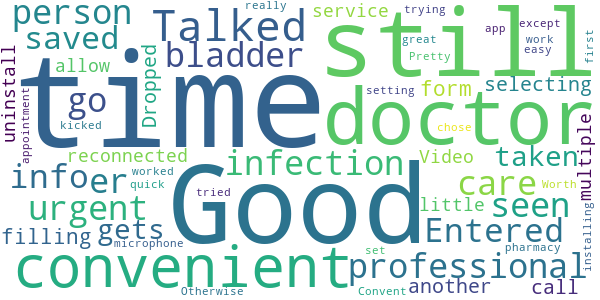 person
saved
allow
uninstall
go
kicked
appointment
reconnected
info
er
worked
quick
urgent
filling
gets
microphone
convenient
Otherwise
time
Talked
bladder
Dropped
really
service
trying
still
great
Pretty
app
except
work
easy
first
setting
doctor
chose
form
selecting
multiple
infection
Video
taken
tried
care
Worth
Good
little
seen
installing
Entered
pharmacy
set
professional
another
call
Convent